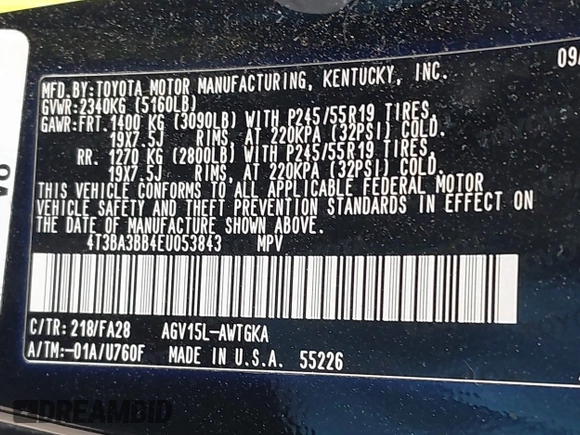 09/
MFD.BY:TOYOTA MOTOR MANUFACTURING, KENTUCKY, INC.
GVWR:2340KG (5160LB)
GAWR:FRT.1400 KG (3090LB) WITH P245/55R19 TIRES,
19X7.5J RIMS, AT 220KPA (32PSI) COLD.
RR. 1270 KG (2800LB) WITH P245/55R19 TIRES,
19X7.5J RIMS, AT 220KPA (32PSI) COLD.
THIS VEHICLE CONFORMS TO ALL APPLICABLE FEDERAL MOTOR
VEHICLE SAFETY AND THEFT PREVENTION STANDARDS IN EFFECT ON
THE DATE OF MANUFACTURE SHOWN ABOVE.
4T3BA3BB4EU053843 MPV
C/TR:218/FA28 AGV15L-AWTGKA
A/TM:-01A/U760F MADE IN U.S.A. 55226
DREAMBID